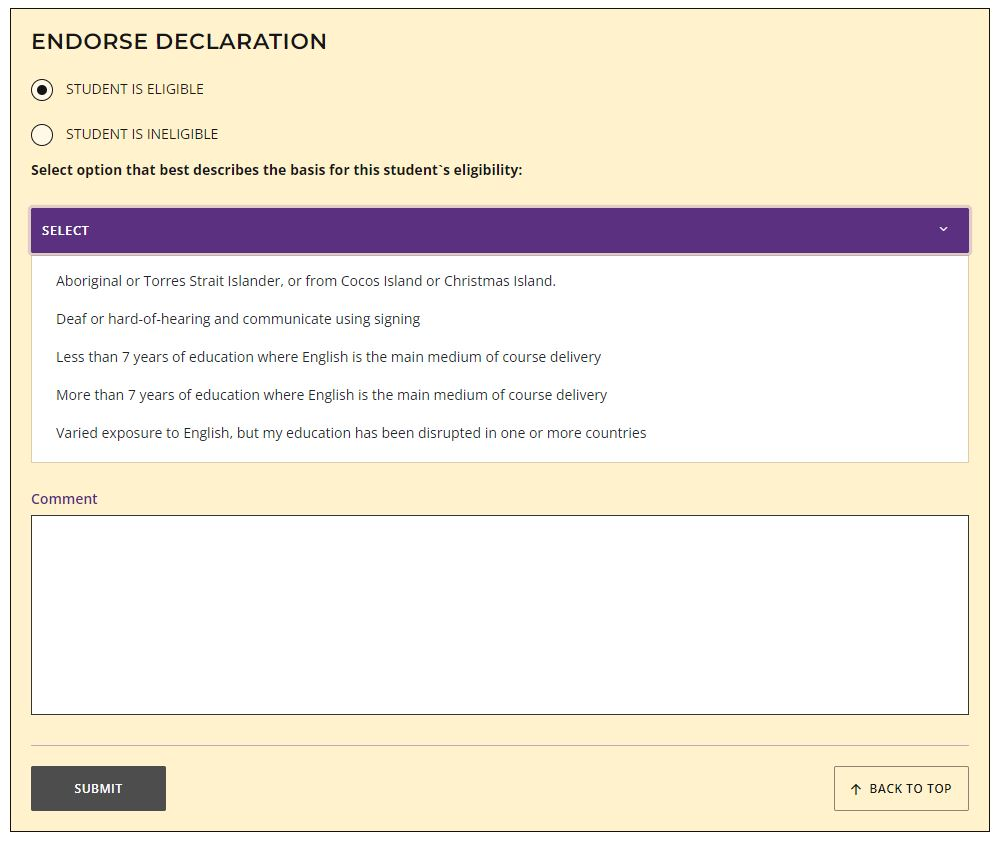 ENDORSE DECLARATION
STUDENT IS ELIGIBLE
STUDENT IS INELIGIBLE
Select option that best describes the basis for this student`s eligibility:
SELECT
Aboriginal or Torres Strait Islander, or from Cocos Island or Christmas Island.
Deaf or hard-of-hearing and communicate using signing
Less than 7 years of education where English is the main medium of course delivery
More than 7 years of education where English is the main medium of course delivery
Varied exposure to English, but my education has been disrupted in one or more countries
Comment
SUBMIT
BACK TO TOP